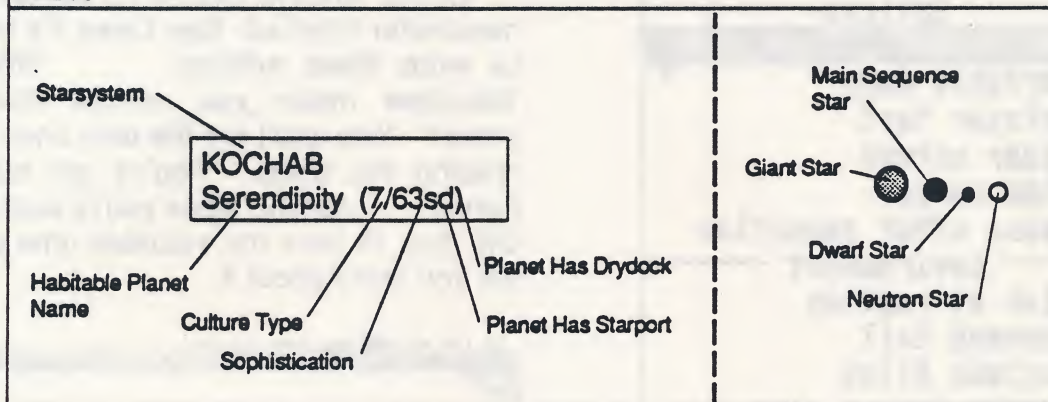 Starsystem
KOCHAB
Serendipity (7/63sd)
Habitable Planet
Name
Culture Type
Sophistication
Planet Has Drydock
Planet Has Starport
Main Sequence
Star
Giant Star
Dwarf Star
Neutron Star